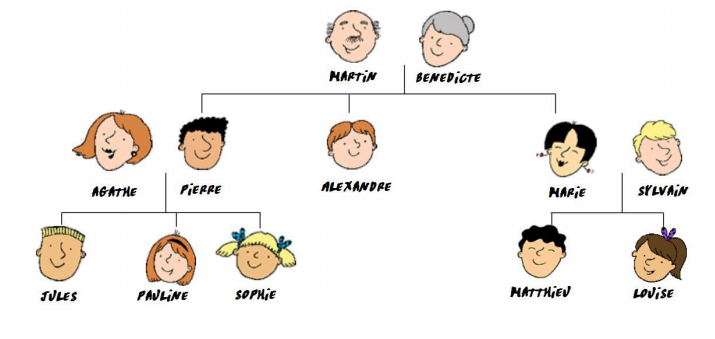 MARTIN
BENEDICTE
AGATHE
PIERRE
ALEXANDRE
MARIE
SYLVAIN
JULES
PAULINE
SOPHIE
MATTHIEU
LOUISE